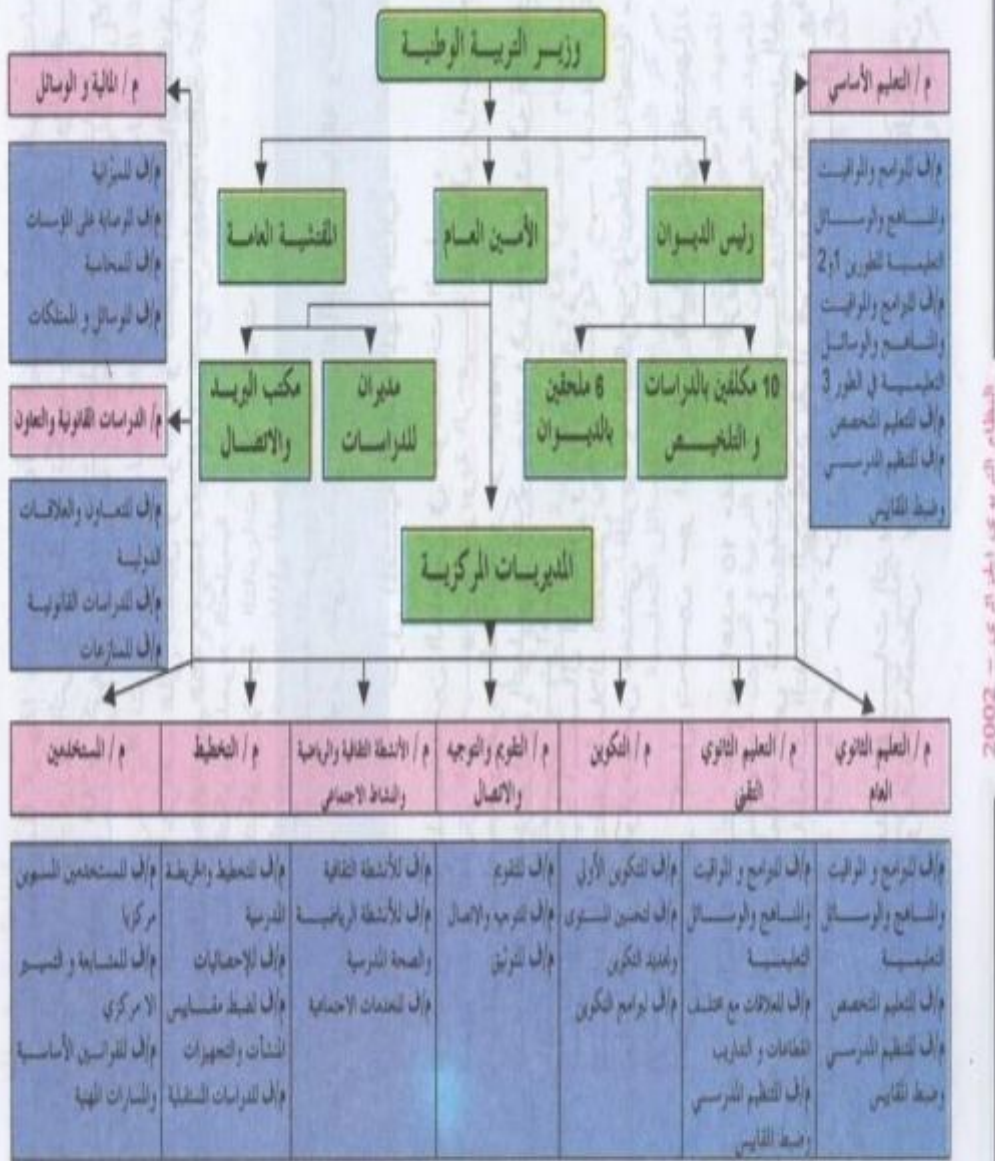 وزير التربية الوطنية
م / التعليم الأساسي
م/ف للبرامج والمواقيت
والمناهج والوسائل
التعليمية للطورين 1و2
م/ف للبرامج والمواقيت
والمناهج والوسائل
التعليمية في الطور 3
م/ف للتعليم المتخصص
م/ف للتنظيم المدرسي
وضبط المقاييس
م / المالية و الوسائل
م/ف للميزانية
م/ف للوصاية على المؤسسات
م/ف للمحاسبة
م/ف للوسائل و الممتلكات
م/ الدراسات القانونية والتعاون
م/ف للتعاون والعلاقات
الدولية
م/ف للدراسات القانونية
م/ف للمنازعات
رئيس الديوان
الأمين العام
المفتشية العامة
10 مكلفين بالدراسات
و التلخيص
8 ملحقين
بالديوان
مديران
للدراسات
مكتب البريد
والاتصال
المديريات المركزية
م / التعليم الثانوي
العام
م / التعليم الثانوي
التقني
م / التكوين
م / التقويم والتوجيه
والاتصال
م / الأنشطة الثقافية والرياضية
والنشاط الاجتماعي
م / التخطيط
م / المستخدمين
م/ف للبرامج و المواقيت
والمناهج والوسائل
التعليمية
م/ف للتعليم المتخصص
م/ف للتنظيم المدرسي
وضبط المقاييس
م/ف للبرامج و المواقيت
والمناهج والوسائل
التعليمية
م/ف للعلاقات مع مختلف
القطاعات و التدابير
م/ف للتنظيم المدرسي
وضبط المقاييس
م/ف للتكوين الأولي
م/ف لتحسين المستوى
وتجديد التكوين
م/ف لبرامج التكوين
م/ف للتقويم
م/ف للتوجيه والاتصال
م/ف للتوثيق
م/ف للأنشطة الثقافية
م/ف للأنشطة الرياضية
والصحة المدرسية
م/ف للخدمات الاجتماعية
م/ف للتخطيط والخريطة
المدرسية
م/ف للإحصائيات
م/ف لضبط مقاييس
المنشآت والتجهيزات
م/ف للدراسات المستقبلية
م/ف للمستخدمين المسيرين
مركزيا
م/ف للمتابعة و التسيير
الامركزي
م/ف للقوانين الأساسية
والمسارات المهنية
النظام التربوي الجزائري - 2002